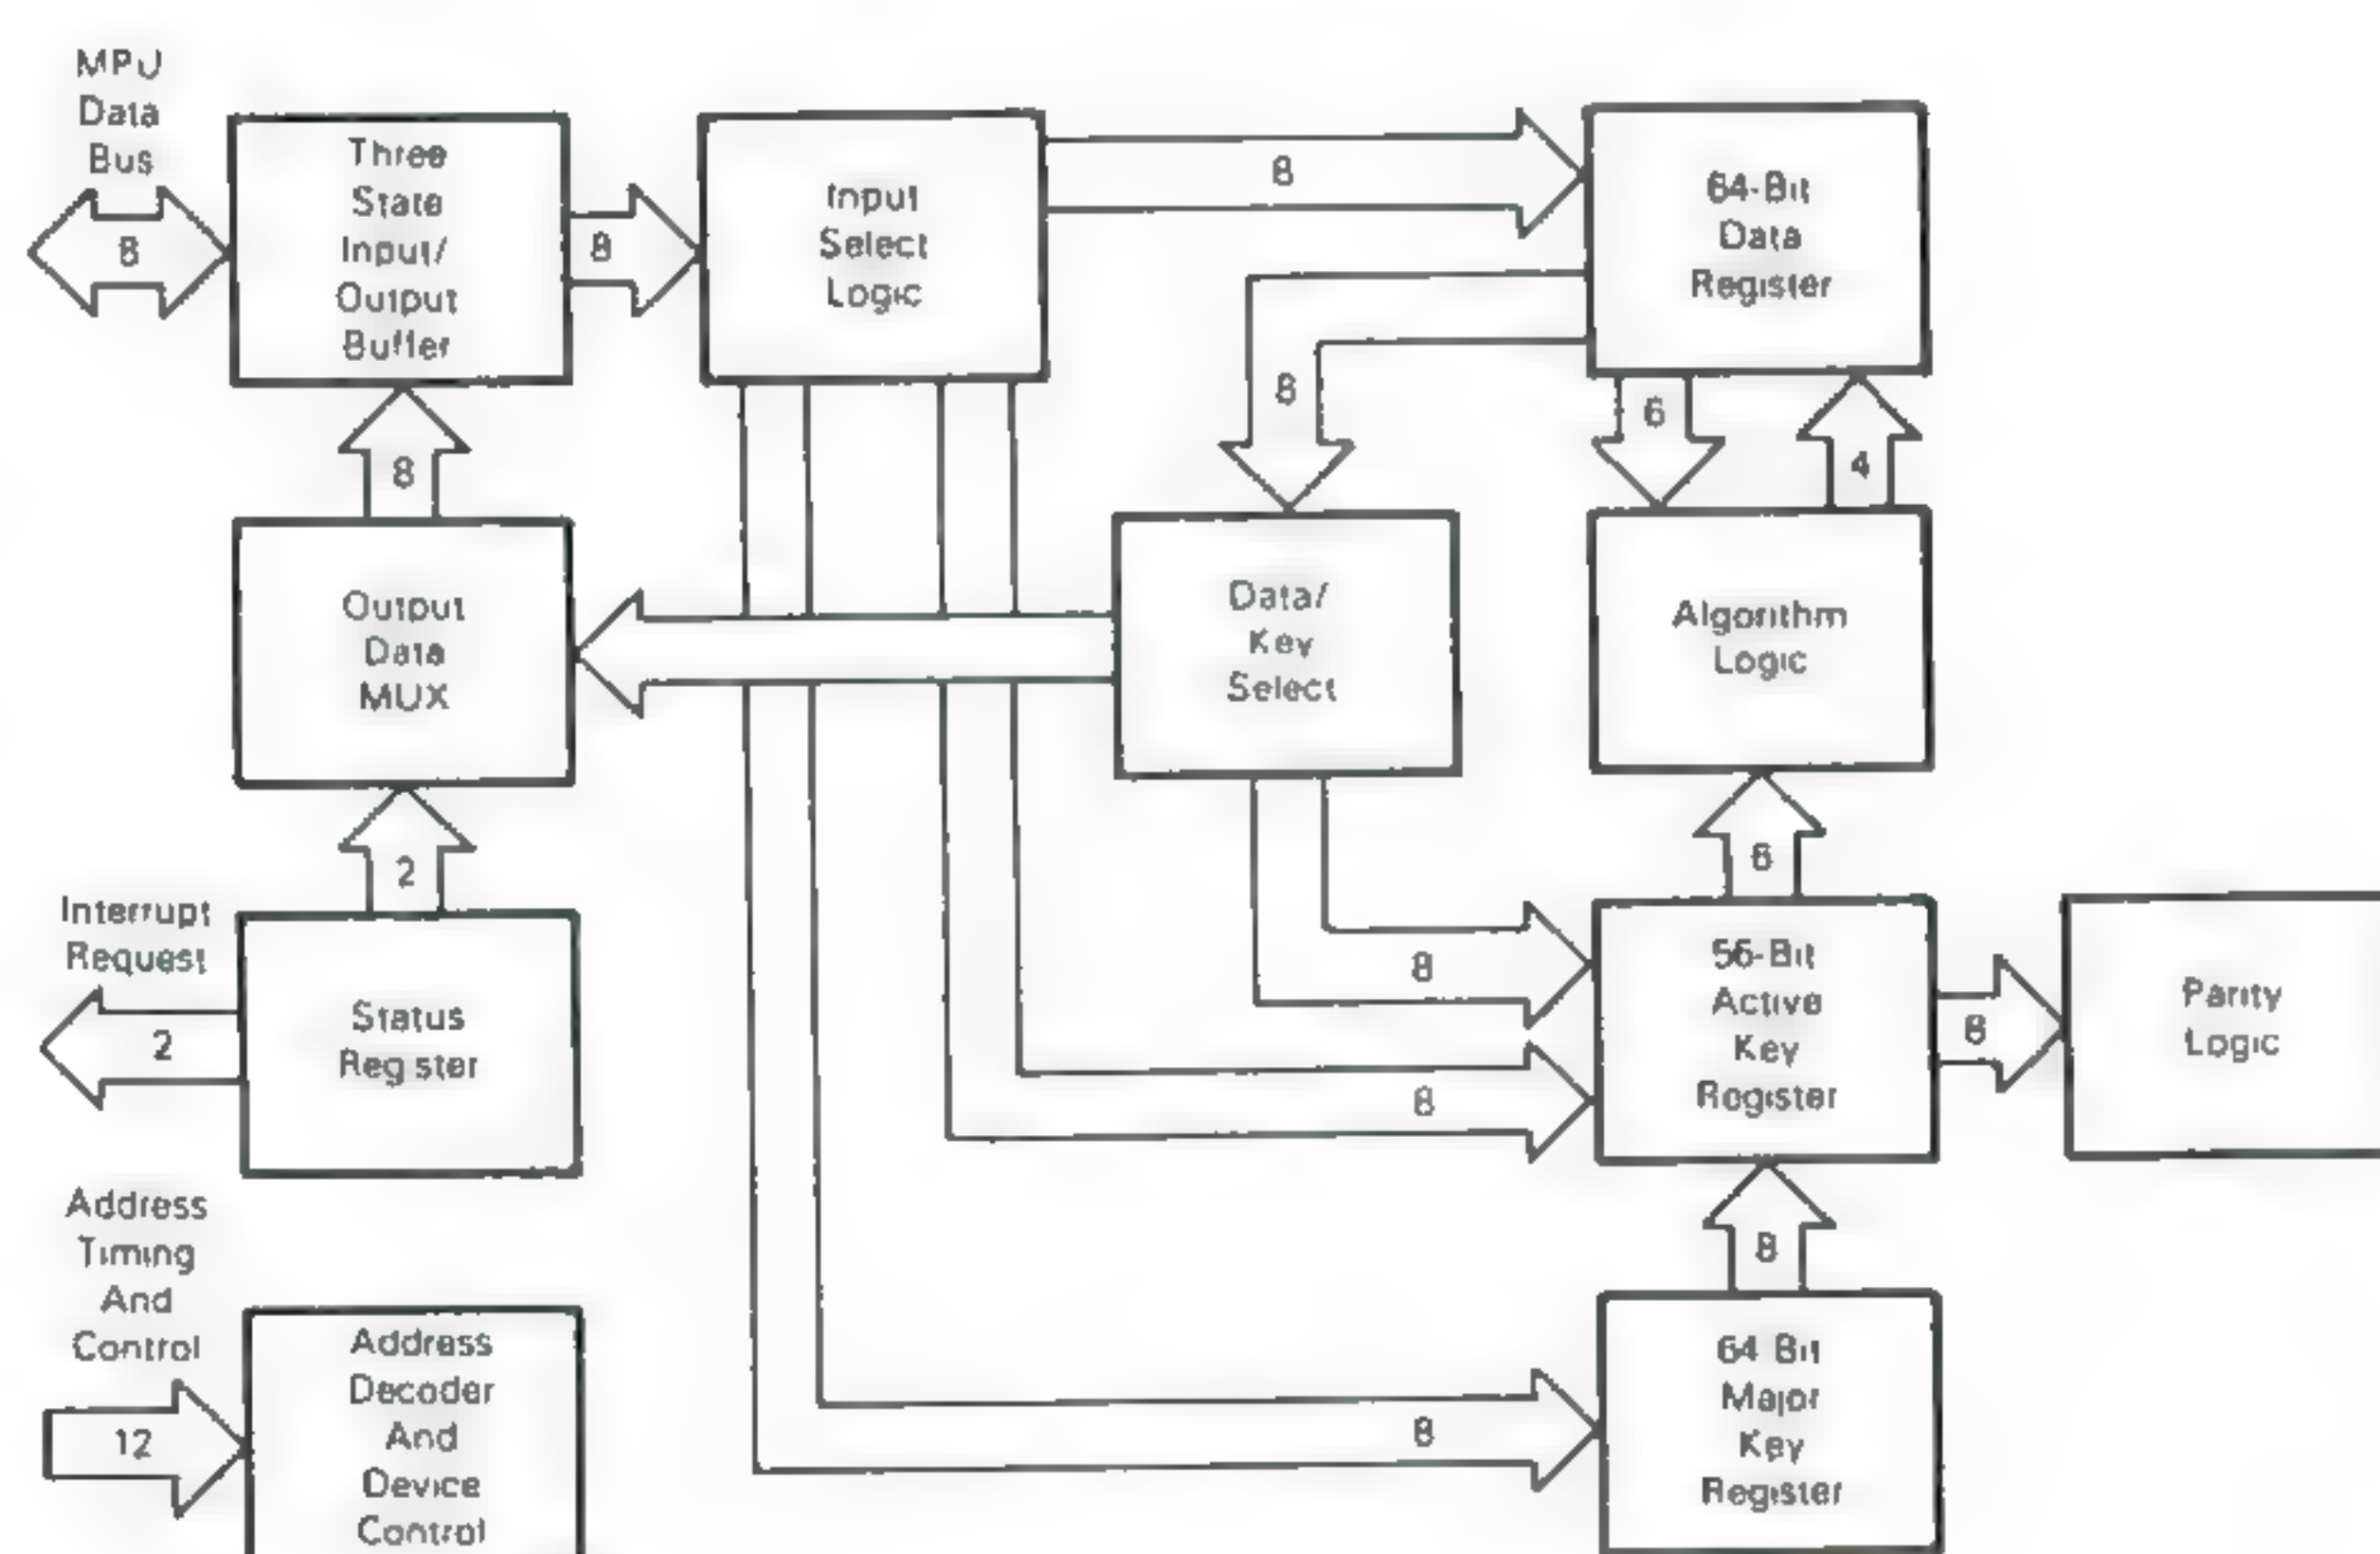 MPU
Data
Bus
8
Three
State
Input/
Output
Buffer
8
Input
Select
Logic
8
64-Bit
Data
Register
8
8
6
4
Output
Data
MUX
Data/
Key
Select
Algorithm
Logic
2
6
Interrupt
Request
2
Status
Register
8
8
56-Bit
Active
Key
Register
8
Parity
Logic
8
Address
Timing
And
Control
12
Address
Decoder
And
Device
Control
8
64 Bit
Major
Key
Register